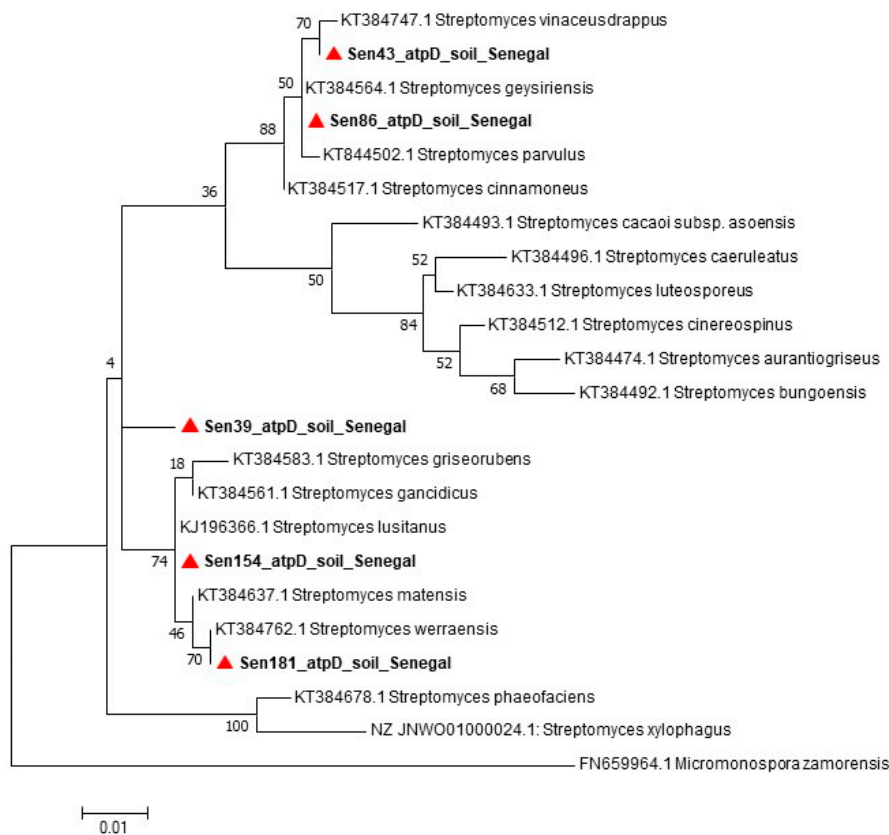 70
KT384747.1 Streptomyces vinaceusdrappus
Sen43_atpD_soil_Senegal
50
KT384564.1 Streptomyces geysiriensis
Sen86_atpD_soil_Senegal
88
KT844502.1 Streptomyces parvulus
36
KT384517.1 Streptomyces cinnamoneus
KT384493.1 Streptomyces cacaoi subsp. asoensis
52
KT384496.1 Streptomyces caeruleatus
50
KT384633.1 Streptomyces luteosporeus
84
KT384512.1 Streptomyces cinereospinus
52
KT384474.1 Streptomyces aurantiogriseus
4
68
KT384492.1 Streptomyces bungoensis
Sen39_atpD_soil_Senegal
18
KT384583.1 Streptomyces griseorubens
KT384561.1 Streptomyces gancidicus
KJ196366.1 Streptomyces lusitanus
74
Sen154_atpD_soil_Senegal
KT384637.1 Streptomyces matensis
46
KT384762.1 Streptomyces werraensis
70
Sen181_atpD_soil_Senegal
KT384678.1 Streptomyces phaeofaciens
100
NZ JNWO01000024.1: Streptomyces xylophagus
FN659964.1 Micromonospora zamorensis
0.01